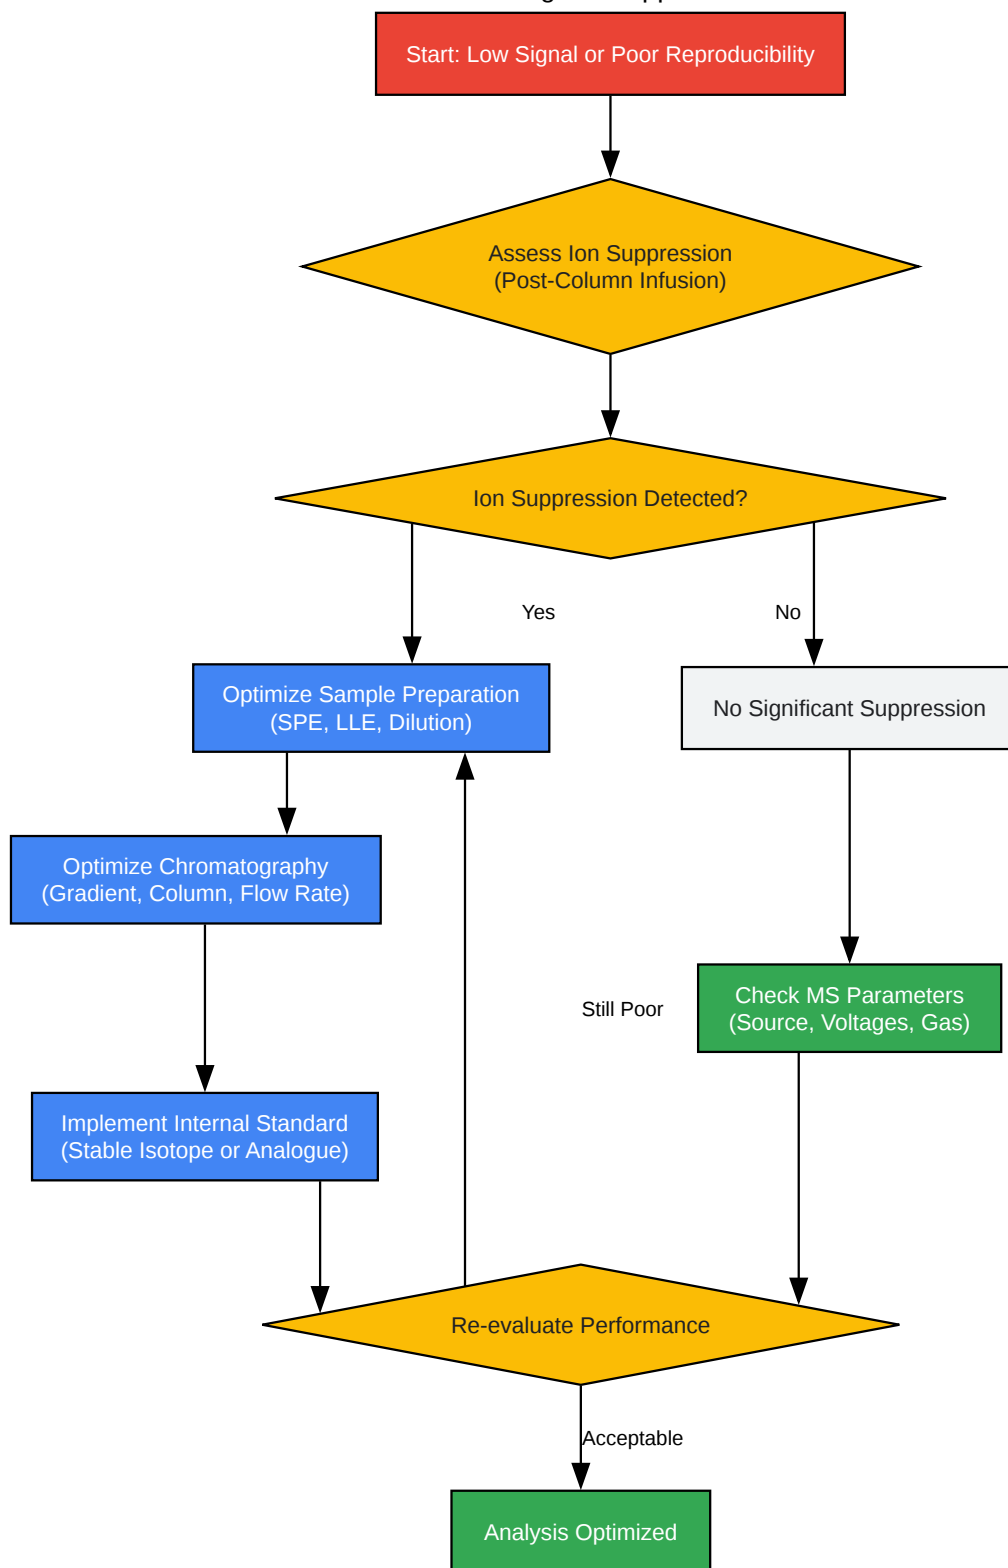 Start: Low Signal or Poor Reproducibility
Assess Ion Suppression
(Post-Column Infusion)
Ion Suppression Detected?
Yes
No
Optimize Sample Preparation
(SPE, LLE, Dilution)
No Significant Suppression
Optimize Chromatography
(Gradient, Column, Flow Rate)
Still Poor
Check MS Parameters
(Source, Voltages, Gas)
Implement Internal Standard
(Stable Isotope or Analogue)
Re-evaluate Performance
Acceptable
Analysis Optimized